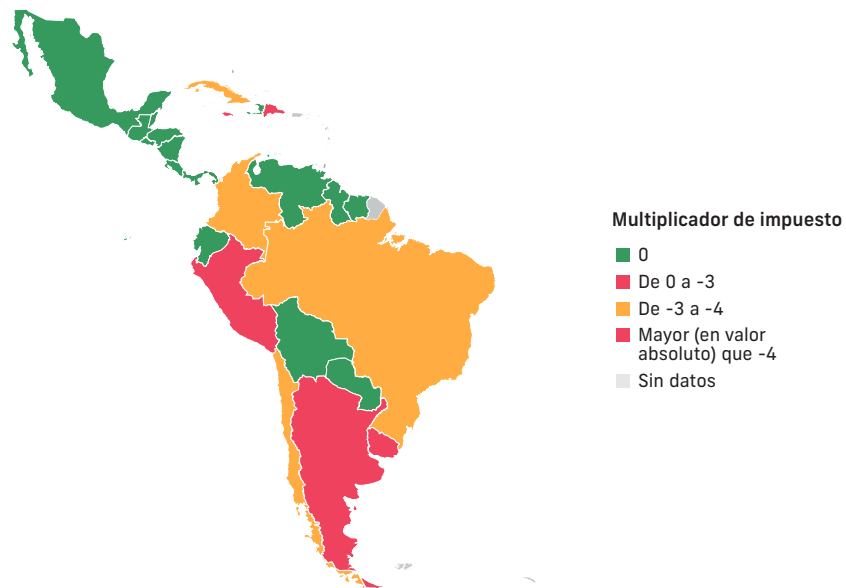 Multiplicador de impuesto
0
De 0 a -3
De -3 a -4
Mayor (en valor
absoluto) que -4
Sin datos